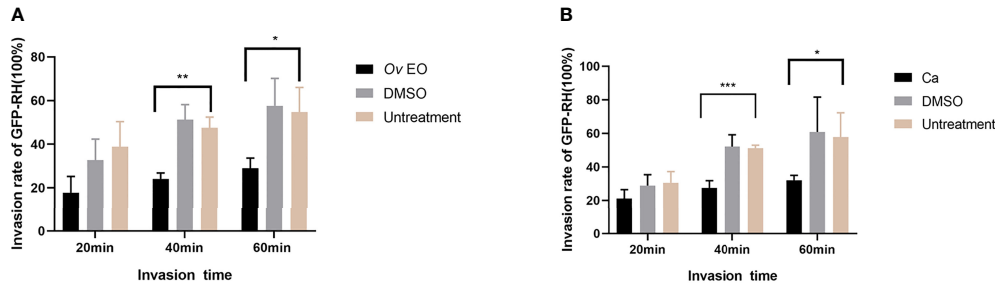 A
Invasion rate of GFP-RH(100%)
80
60
40
20
0
**
*
20min
40min
60min
Invasion time
Ov EO
DMSO
Untreatment
B
Invasion rate of GFP-RH(100%)
100
80
60
40
20
0
***
*
20min
40min
60min
Invasion time
Ca
DMSO
Untreatment